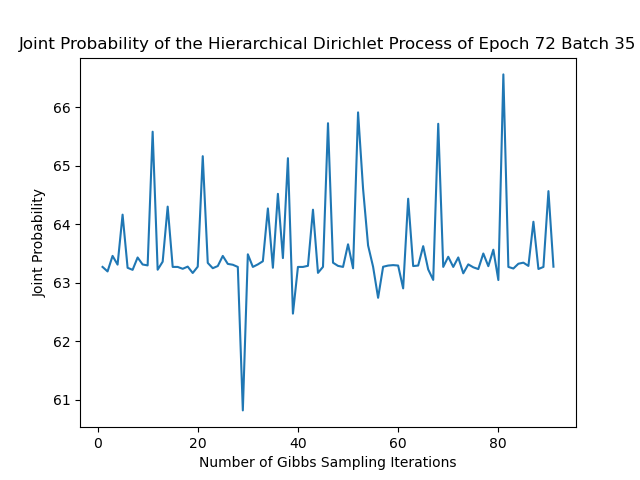 Joint Probability of the Hierarchical Dirichlet Process of Epoch 72 Batch 35
66
65
64
63
62
61
Joint Probability
0 20 40 60 80
Number of Gibbs Sampling Iterations